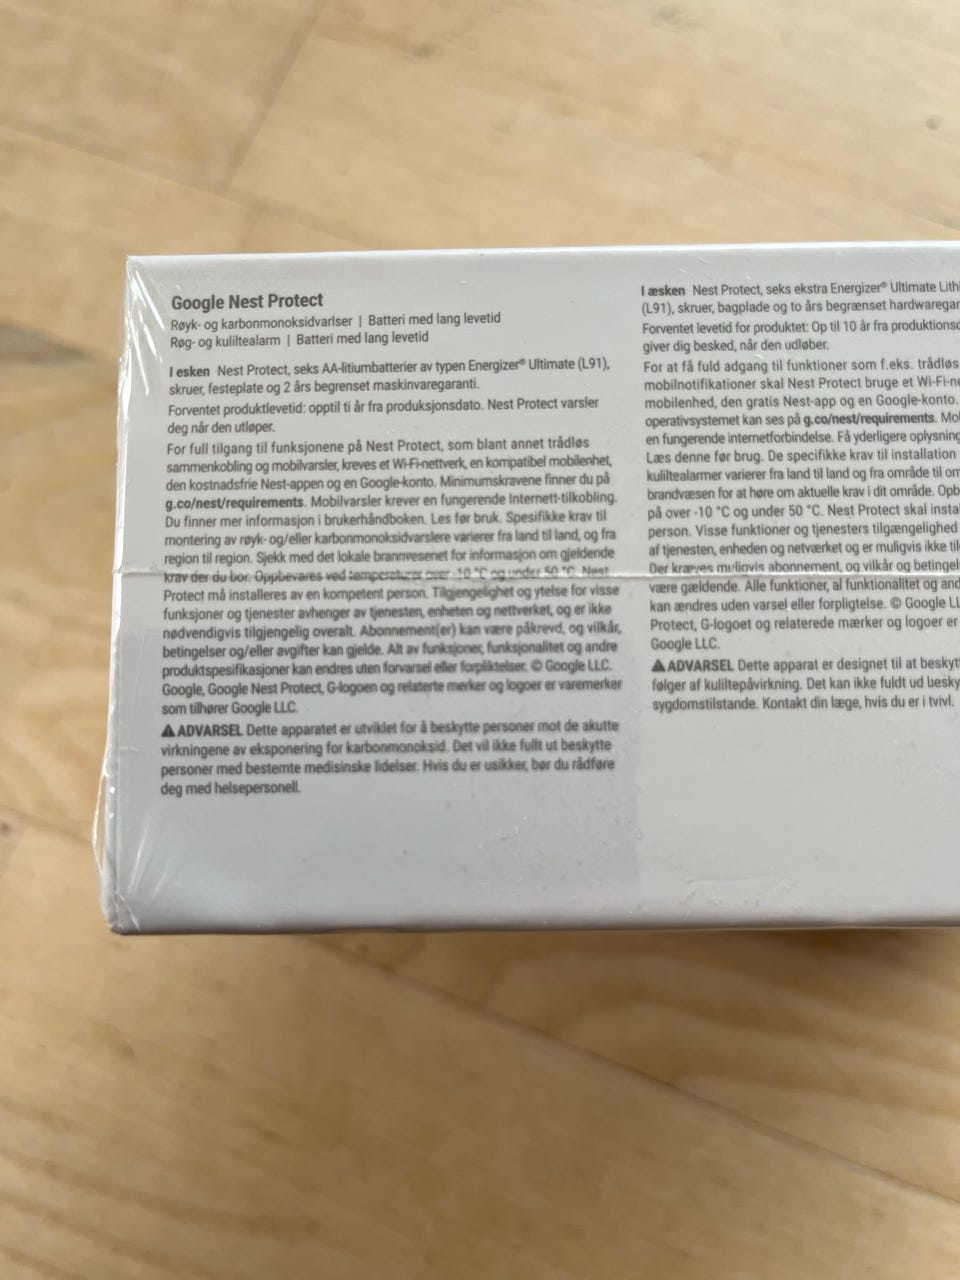 Google Nest Protect
Røyk- og karbonmonoksidvarlser | Batteri med lang levetid
Røg- og kuliltealarm | Batteri med lang levetid
I esken Nest Protect, seks AA-litiumbatterier av typen Energizer® Ultimate (L91),
skruer, festeplate og 2 års begrenset maskinvaregaranti.
Forventet produktlevetid: opptil ti år fra produksjonsdato. Nest Protect varsler
deg når den utløper.
For full tilgang til funksjonene på Nest Protect, som blant annet trådløs
sammenkobling og mobilvarsler, kreves et Wi-Fi-nettverk, en kompatibel mobilenhet,
den kostnadsfrie Nest-appen og en Google-konto. Minimumskravene finner du på
g.co/nest/requirements. Mobilvarsler krever en fungerende Internett-tilkobling.
Du finner mer informasjon i brukerhåndboken. Les før bruk. Spesifikke krav til
montering av røyk- og/eller karbonmonoksidvarslere varierer fra land til land, og fra
region til region. Sjekk med det lokale brannvesenet for informasjon om gjeldende
krav der du bor. Oppbevares ved temperaturer over -10 °C og under 50 °C. Nest
Protect må installeres av en kompetent person. Tilgjengelighet og ytelse for visse
funksjoner og tjenester avhenger av tjenesten, enheten og nettverket, og er ikke
nødvendigvis tilgjengelig overalt. Abonnement(er) kan være påkrevd, og vilkår,
betingelser og/eller avgifter kan gjelde. Alt av funksjoner, funksjonalitet og andre
produktspesifikasjoner kan endres uten forvarsel eller forpliktelser. © Google LLC.
Google, Google Nest Protect, G-logoen og relaterte merker og logoer er varemerker
som tilhører Google LLC.
⚠ADVARSEL Dette apparatet er utviklet for å beskytte personer mot de akutte
virkningene av eksponering for karbonmonoksid. Det vil ikke fullt ut beskytte
personer med bestemte medisinske lidelser. Hvis du er usikker, bør du rådføre
deg med helsepersonell.
I æsken Nest Protect, seks ekstra Energizer® Ultimate
(L91), skruer, bagplade og to års begrænset
Forventet levetid for produktet: Op til 10 år fra
giver dig besked, når den udløber.
For at få fuld adgang til funktioner som f.eks. trådløs
mobilnotifikationer skal Nest Protect bruge et
mobilenhed, den gratis Nest-app og en Google-konto.
operativsystemet kan ses på g.co/nest/requirements.
en fungerende internetforbindelse. Få yderligere
Læs denne før brug. De specifikke krav til installation
kuliltealarmer varierer fra land til land og fra område til
brandvæsen for at høre om aktuelle krav i dit område.
på over -10 °C og under 50 °C. Nest Protect skal
person. Visse funktioner og tjenesters tilgængelighed
af tjenesten, enheden og netværket og er muligvis ikke
Der kræves muligvis abonnement, og vilkår og
være gældende. Alle funktioner, al funktionalitet og
kan ændres uden varsel eller forpligtelse. © Google
Protect, G-logoet og relaterede mærker og logoer er
Google LLC.
⚠ADVARSEL Dette apparat er designet til at
følger af kuliltepåvirkning. Det kan ikke fuldt ud
sygdomstilstande. Kontakt din læge, hvis du er i tvivl.